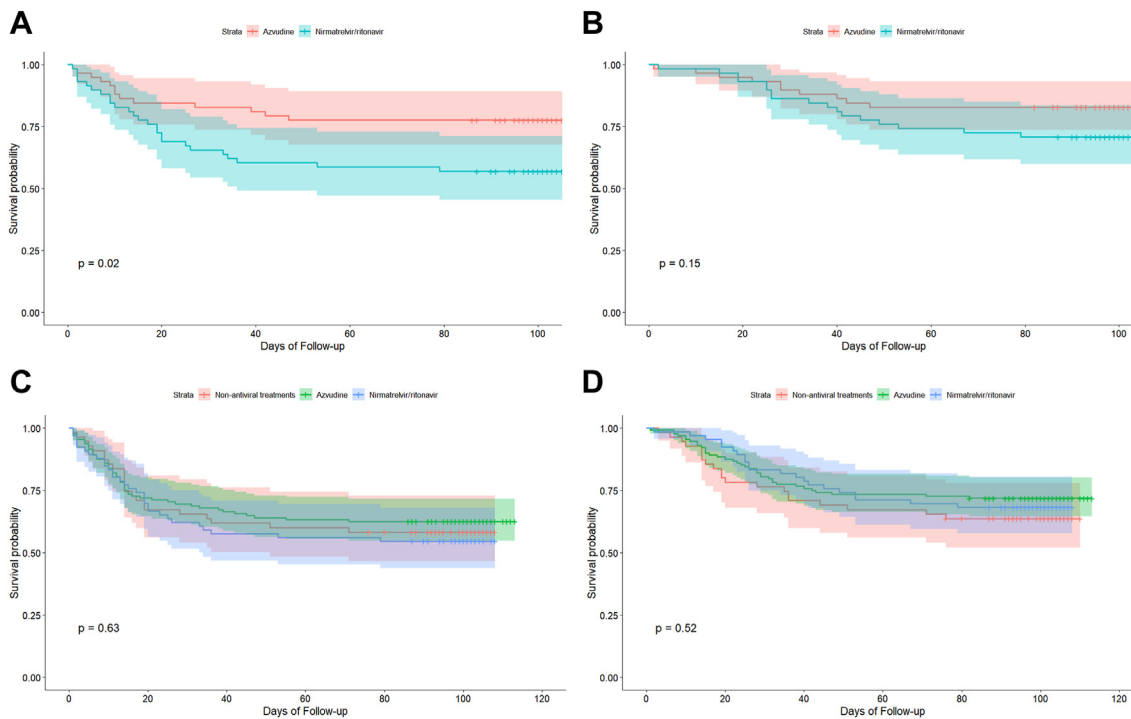 A
Strata Azvudine Nirmatrelvir/ritonavir
1.00
0.75
0.50
0.25
0.00
Survival probability
p = 0.02
0 20 40 60 80 100
Days of Follow-up
B
Strata Azvudine Nirmatrelvir/ritonavir
1.00
0.75
0.50
0.25
0.00
Survival probability
p = 0.15
0 20 40 60 80 100
Days of Follow-up
C
Strata Non-antiviral treatments Azvudine Nirmatrelvir/ritonavir
1.00
0.75
0.50
0.25
0.00
Survival probability
p = 0.63
0 20 40 60 80 100 120
Days of Follow-up
D
Strata Non-antiviral treatments Azvudine Nirmatrelvir/ritonavir
1.00
0.75
0.50
0.25
0.00
Survival probability
p = 0.52
0 20 40 60 80 100 120
Days of Follow-up